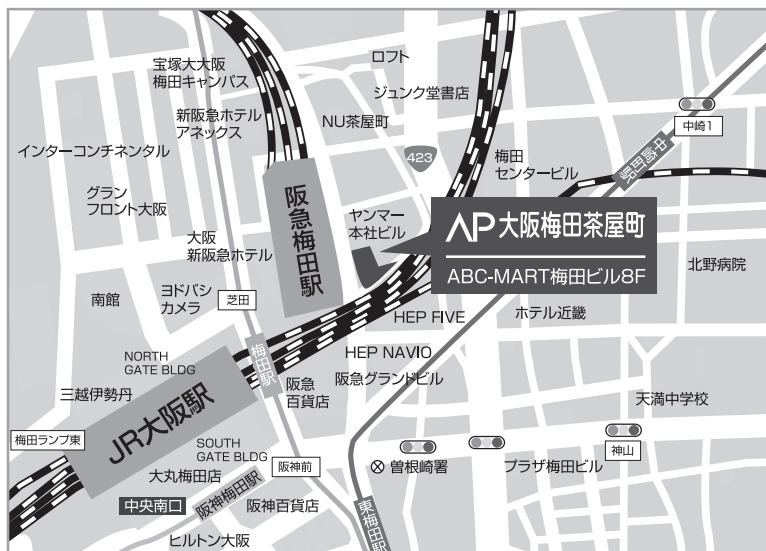 宝塚大大阪
梅田キャンパス
ロフト
ジュンク堂書店
新阪急ホテル
アネックス
NU茶屋町
中崎1
インターコンチネンタル
423
梅田
センタービル
中崎町駅
グラン
フロント大阪
阪急梅田駅
ヤンマー
本社ビル
AP大阪梅田茶屋町
ABC-MART梅田ビル8F
大阪
新阪急ホテル
北野病院
南館
ヨドバシ
カメラ
芝田
HEP FIVE
ホテル近畿
梅田駅
NORTH
GATE BLDG
HEP NAVIO
三越伊勢丹
阪急
百貨店
阪急グランドビル
JR大阪駅
天満中学校
梅田ランプ東
SOUTH
GATE BLDG
神山
大丸梅田店
阪神前
曽根崎署
プラザ梅田ビル
中央南口
阪神梅田駅
阪神百貨店
東梅田駅
ヒルトン大阪